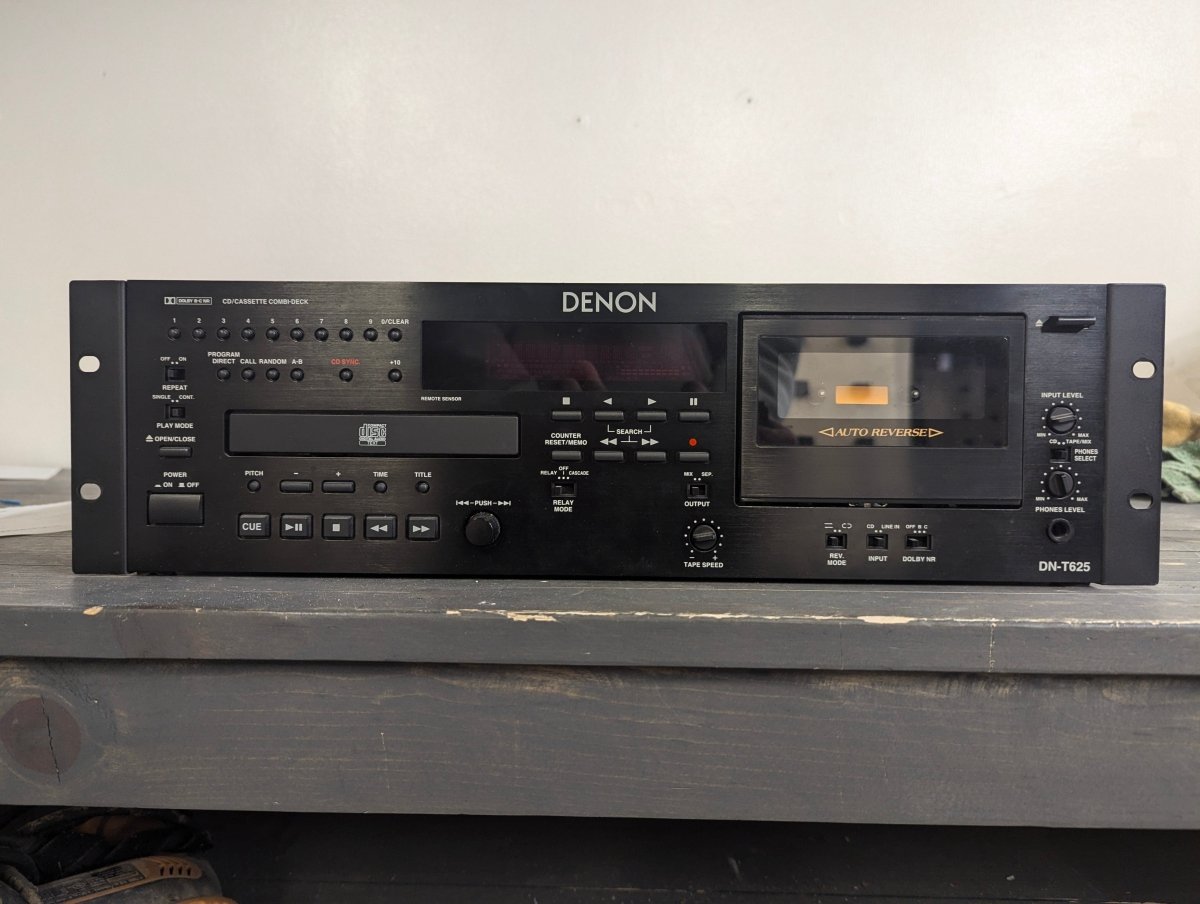 DOLBY B-C NR CD/CASSETTE COMBI-DECK
DENON
1 2 3 4 5 6 7 8 9 0/CLEAR
OFF ON
REPEAT
PROGRAM
DIRECT CALL RANDOM A-B
CD SYNC.
+10
SINGLE CONT.
PLAY MODE
REMOTE SENSOR
OPEN/CLOSE
COMPACT
disc
TEXT
POWER
ON OFF
PITCH - + TIME TITLE
CUE
PUSH
COUNTER
RESET/MEMO
SEARCH
OFF
RELAY CASCADE
RELAY
MODE
MIX SEP.
OUTPUT
- +
TAPE SPEED
AUTO REVERSE
REV.
MODE
CD LINE IN
INPUT
OFF B C
DOLBY NR
INPUT LEVEL
MIN MAX
CD TAPE/MIX
PHONES
SELECT
MIN MAX
PHONES LEVEL
DN-T625